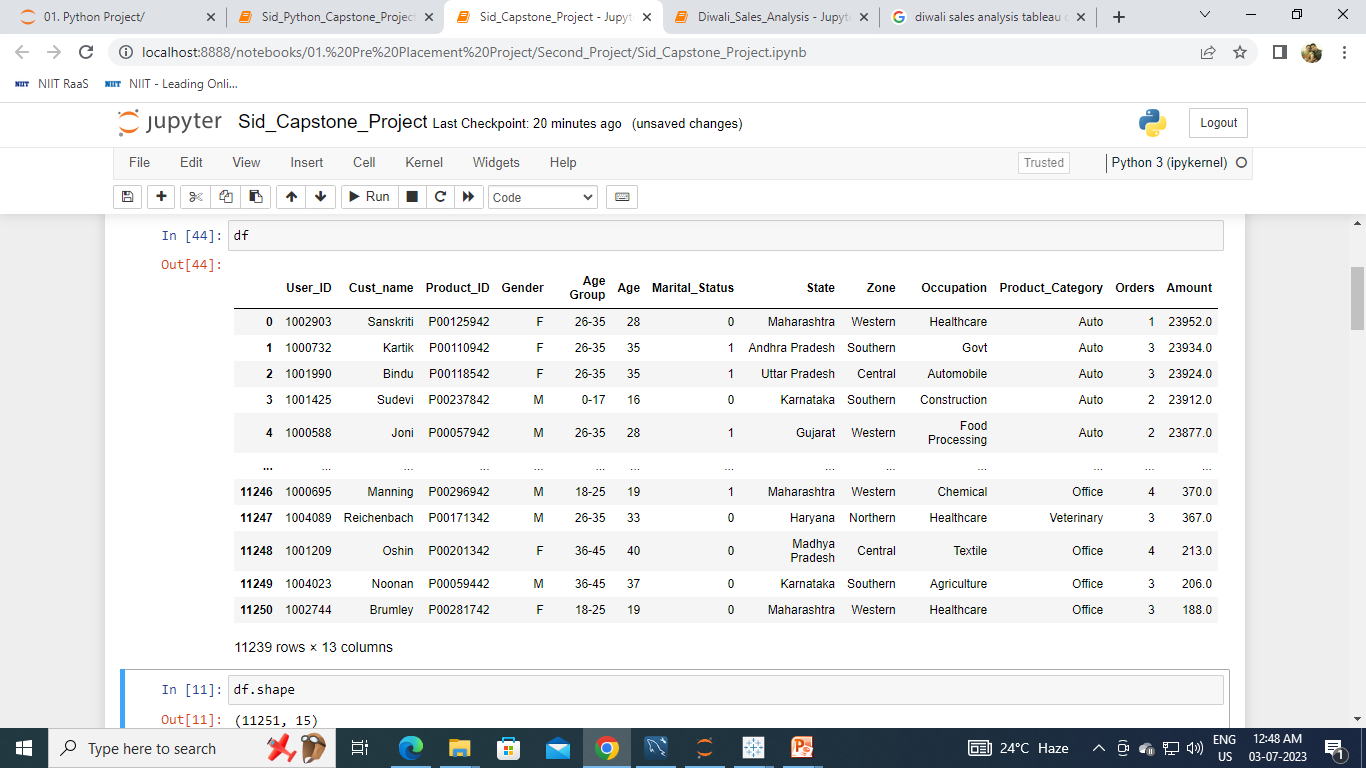 01. Python Project/
Sid_Python_Capstone_Project
Sid_Capstone_Project - Jupyt
Diwali_Sales_Analysis - Jupyt
diwali sales analysis tableau
localhost:8888/notebooks/01.%20Pre%20Placement%20Project/Second_Project/Sid_Capstone_Project.ipynb
NIIT NIIT RaaS NIIT NIIT - Leading Onli...
jupyter Sid_Capstone_Project Last Checkpoint: 20 minutes ago (unsaved changes) Logout
File Edit View Insert Cell Kernel Widgets Help Trusted Python 3 (ipykernel)
Run Code
In [44]: df
Out[44]:
User_ID Cust_name Product_ID Gender Age Group Age Marital_Status State Zone Occupation Product_Category Orders Amount
0 1002903 Sanskriti P00125942 F 26-35 28 0 Maharashtra Western Healthcare Auto 1 23952.0
1 1000732 Kartik P00110942 F 26-35 35 1 Andhra Pradesh Southern Govt Auto 3 23934.0
2 1001990 Bindu P00118542 F 26-35 35 1 Uttar Pradesh Central Automobile Auto 3 23924.0
3 1001425 Sudevi P00237842 M 0-17 16 0 Karnataka Southern Construction Auto 2 23912.0
4 1000588 Joni P00057942 M 26-35 28 1 Gujarat Western Food Processing Auto 2 23877.0
... ... ... ... ... ... ... ... ... ... ... ... ... ...
11246 1000695 Manning P00296942 M 18-25 19 1 Maharashtra Western Chemical Office 4 370.0
11247 1004089 Reichenbach P00171342 M 26-35 33 0 Haryana Northern Healthcare Veterinary 3 367.0
11248 1001209 Oshin P00201342 F 36-45 40 0 Madhya Pradesh Central Textile Office 4 213.0
11249 1004023 Noonan P00059442 M 36-45 37 0 Karnataka Southern Agriculture Office 3 206.0
11250 1002744 Brumley P00281742 F 18-25 19 0 Maharashtra Western Healthcare Office 3 188.0
11239 rows × 13 columns
In [11]: df.shape
Out[11]: (11251, 15)
Type here to search 24°C Haze ENG US 12:48 AM 03-07-2023 1